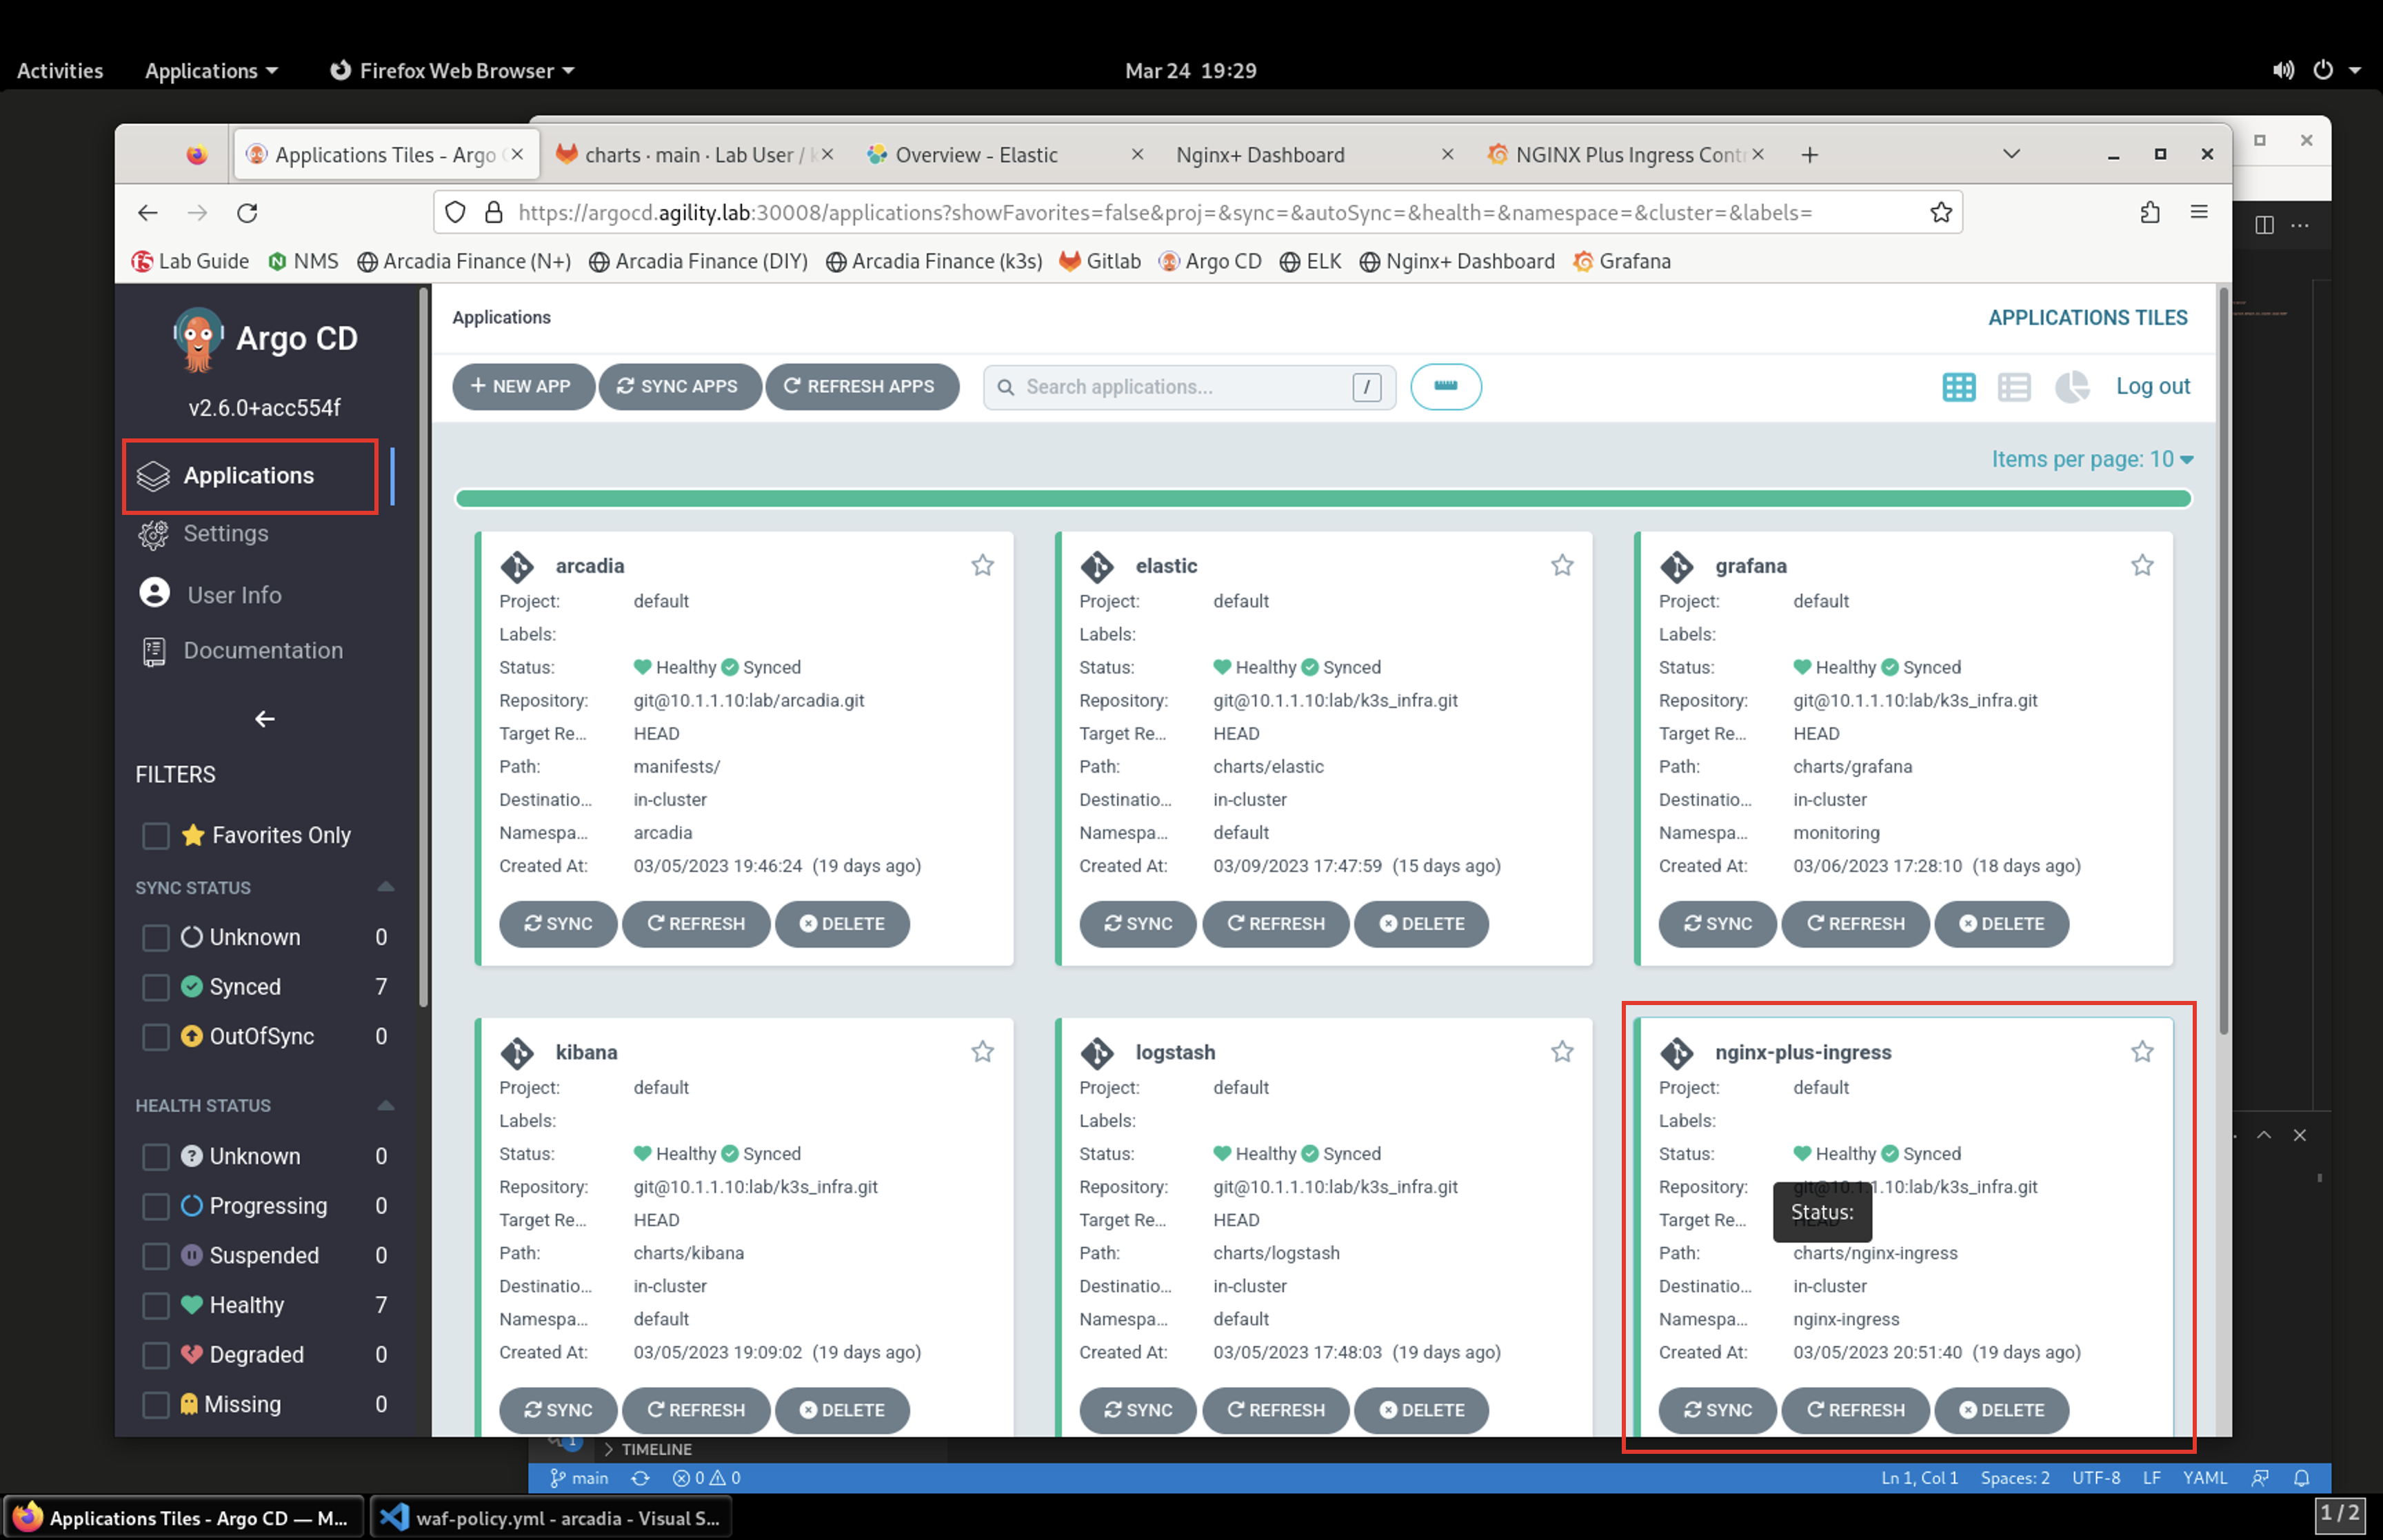 Activities Applications Firefox Web Browser Mar 24 19:29
Applications Tiles - Argo charts · main · Lab User / Overview - Elastic Nginx+ Dashboard NGINX Plus Ingress Contr
https://argocd.agility.lab:30008/applications?showFavorites=false&proj=&sync=&autoSync=&health=&namespace=&cluster=&labels=
Lab Guide NMS Arcadia Finance (N+) Arcadia Finance (DIY) Arcadia Finance (k3s) Gitlab Argo CD ELK Nginx+ Dashboard Grafana
Argo CD
v2.6.0+acc554f
Applications
Settings
User Info
Documentation
FILTERS
Favorites Only
SYNC STATUS
Unknown 0
Synced 7
OutOfSync 0
HEALTH STATUS
Unknown 0
Progressing 0
Suspended 0
Healthy 7
Degraded 0
Missing 0
Applications APPLICATIONS TILES
+ NEW APP SYNC APPS REFRESH APPS Search applications... / Log out
Items per page: 10
arcadia
Project: default
Labels:
Status: Healthy Synced
Repository: git@10.1.1.10:lab/arcadia.git
Target Re... HEAD
Path: manifests/
Destinatio... in-cluster
Namespa... arcadia
Created At: 03/05/2023 19:46:24 (19 days ago)
SYNC REFRESH DELETE
elastic
Project: default
Labels:
Status: Healthy Synced
Repository: git@10.1.1.10:lab/k3s_infra.git
Target Re... HEAD
Path: charts/elastic
Destinatio... in-cluster
Namespa... default
Created At: 03/09/2023 17:47:59 (15 days ago)
SYNC REFRESH DELETE
grafana
Project: default
Labels:
Status: Healthy Synced
Repository: git@10.1.1.10:lab/k3s_infra.git
Target Re... HEAD
Path: charts/grafana
Destinatio... in-cluster
Namespa... monitoring
Created At: 03/06/2023 17:28:10 (18 days ago)
SYNC REFRESH DELETE
kibana
Project: default
Labels:
Status: Healthy Synced
Repository: git@10.1.1.10:lab/k3s_infra.git
Target Re... HEAD
Path: charts/kibana
Destinatio... in-cluster
Namespa... default
Created At: 03/05/2023 19:09:02 (19 days ago)
SYNC REFRESH DELETE
logstash
Project: default
Labels:
Status: Healthy Synced
Repository: git@10.1.1.10:lab/k3s_infra.git
Target Re... HEAD
Path: charts/logstash
Destinatio... in-cluster
Namespa... default
Created At: 03/05/2023 17:48:03 (19 days ago)
SYNC REFRESH DELETE
nginx-plus-ingress
Project: default
Labels:
Status: Healthy Synced
Repository: git@10.1.1.10:lab/k3s_infra.git
Target Re... HEAD
Status:
Path: charts/nginx-ingress
Destinatio... in-cluster
Namespa... nginx-ingress
Created At: 03/05/2023 20:51:40 (19 days ago)
SYNC REFRESH DELETE
1 TIMELINE
main 0 0 Ln 1, Col 1 Spaces: 2 UTF-8 LF YAML
Applications Tiles - Argo CD — M... waf-policy.yml - arcadia - Visual S... 1 / 2